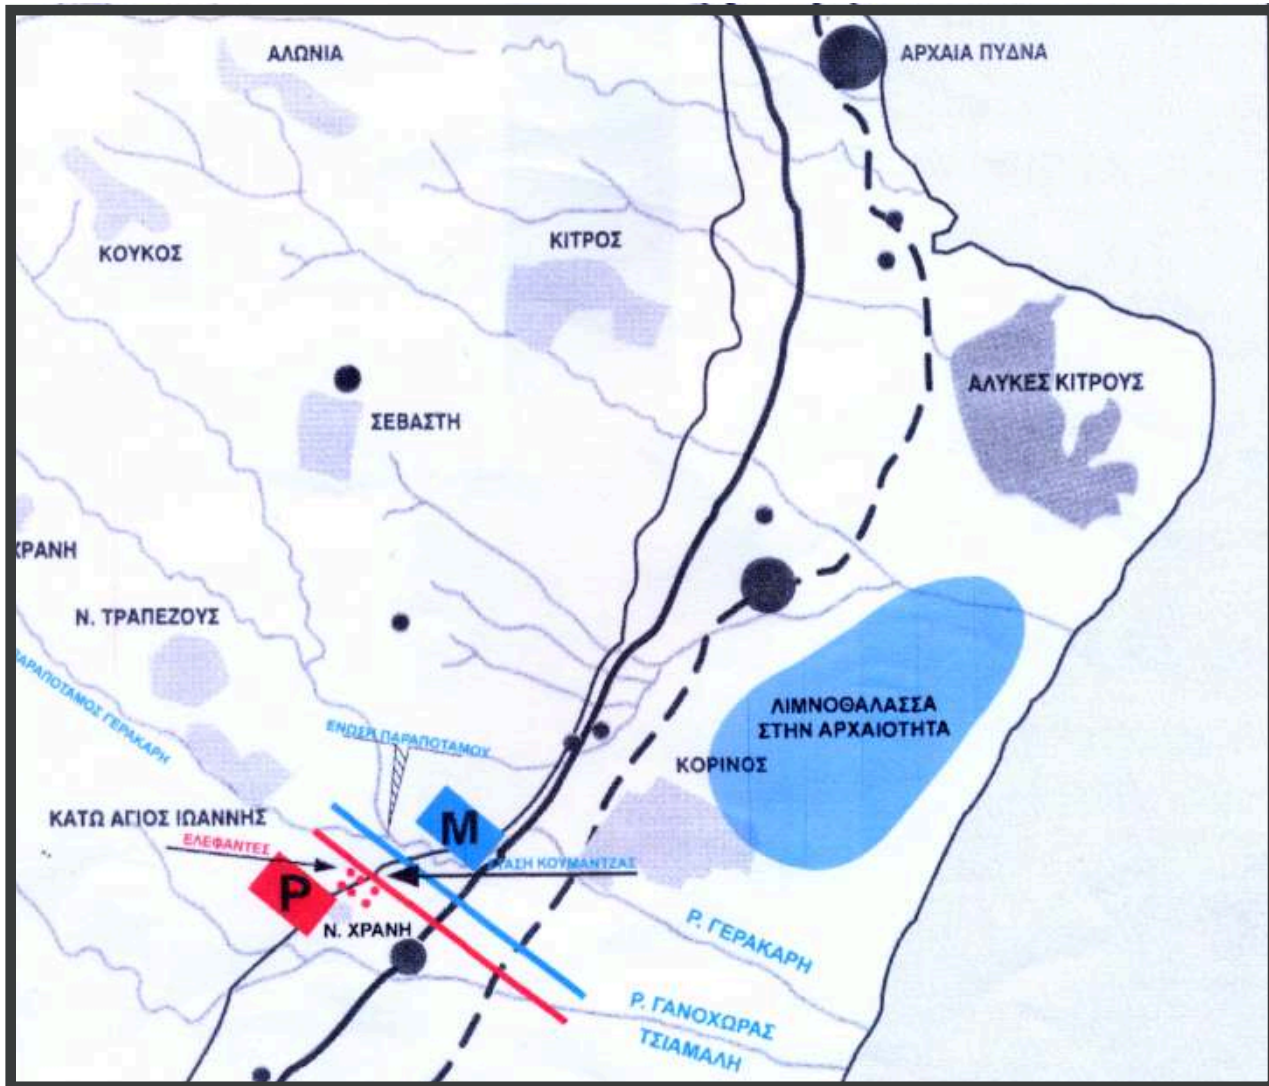 ΑΛΩΝΙΑ
ΑΡΧΑΙΑ ΠΥΔΝΑ
ΚΟΥΚΟΣ
ΚΙΤΡΟΣ
ΑΛΥΚΕΣ ΚΙΤΡΟΥΣ
ΣΕΒΑΣΤΗ
ΧΡΑΝΗ
Ν. ΤΡΑΠΕΖΟΥΣ
ΠΑΡΑΠΟΤΑΜΟΣ ΓΕΡΑΚΑΡΗ
ΕΝΩΣΗ ΠΑΡΑΠΟΤΑΜΟΥ
ΛΙΜΝΟΘΑΛΑΣΣΑ
ΣΤΗΝ ΑΡΧΑΙΟΤΗΤΑ
ΚΟΡΙΝΟΣ
ΚΑΤΩ ΑΓΙΟΣ ΙΩΑΝΝΗΣ
Μ
ΕΛΕΦΑΝΤΕΣ
ΚΟΥΜΑΝΤΖΑΣ
Ρ
Ν. ΧΡΑΝΗ
Ρ. ΓΕΡΑΚΑΡΗ
Ρ. ΓΑΝΟΧΩΡΑΣ
ΤΣΙΑΜΑΛΗ